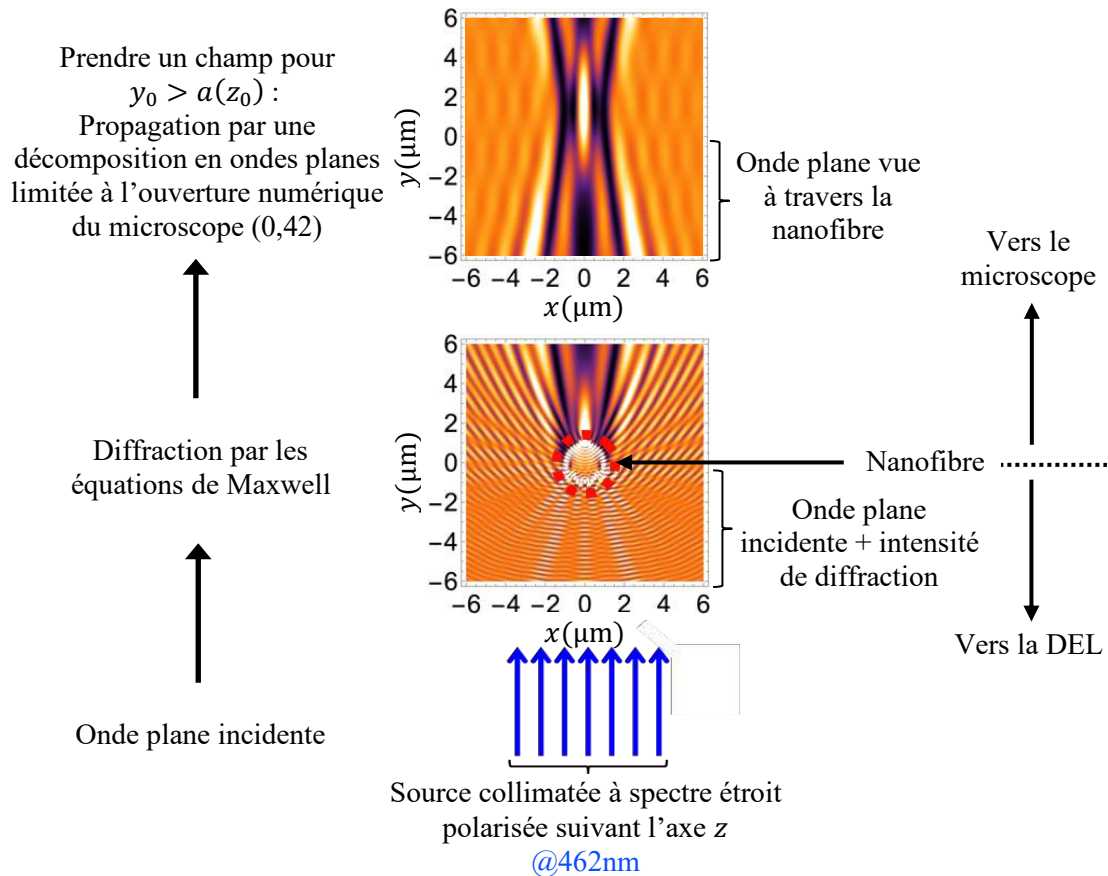 Prendre un champ pour
y₀ > a(z₀) :
Propagation par une
décomposition en ondes planes
limitée à l’ouverture numérique
du microscope (0,42)
Diffraction par les
équations de Maxwell
Onde plane incidente
6
4
2
0
−2
−4
−6
y(μm)
−6 −4 −2 0 2 4 6
x(μm)
Onde plane vue
à travers la
nanofibre
6
4
2
0
−2
−4
−6
y(μm)
−6 −4 −2 0 2 4 6
x(μm)
Vers le
microscope
Nanofibre
Onde plane
incidente + intensité
de diffraction
Vers la DEL
Source collimatée à spectre étroit
polarisée suivant l’axe z
@462nm